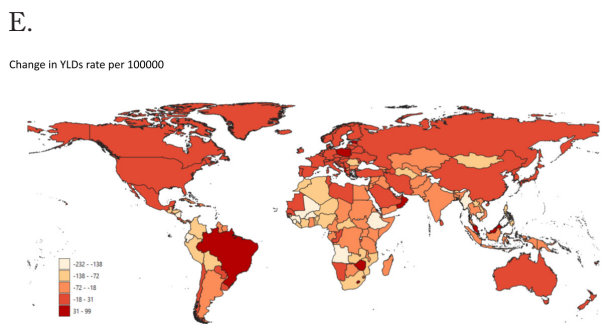 E.
Change in YLDs rate per 100000
-232 - -138
-138 - -72
-72 - -18
-18 - 31
31 - 99